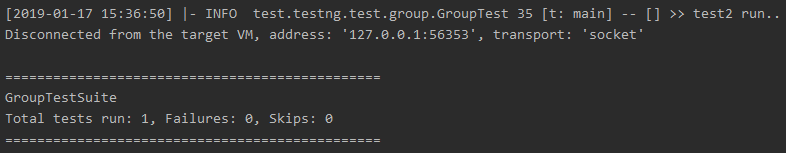 [2019-01-17 15:36:50] |- INFO  test.testng.test.group.GroupTest 35 [t: main] -- [] >> test2 run..
Disconnected from the target VM, address: '127.0.0.1:56353', transport: 'socket'
===============================================
GroupTestSuite
Total tests run: 1, Failures: 0, Skips: 0
===============================================